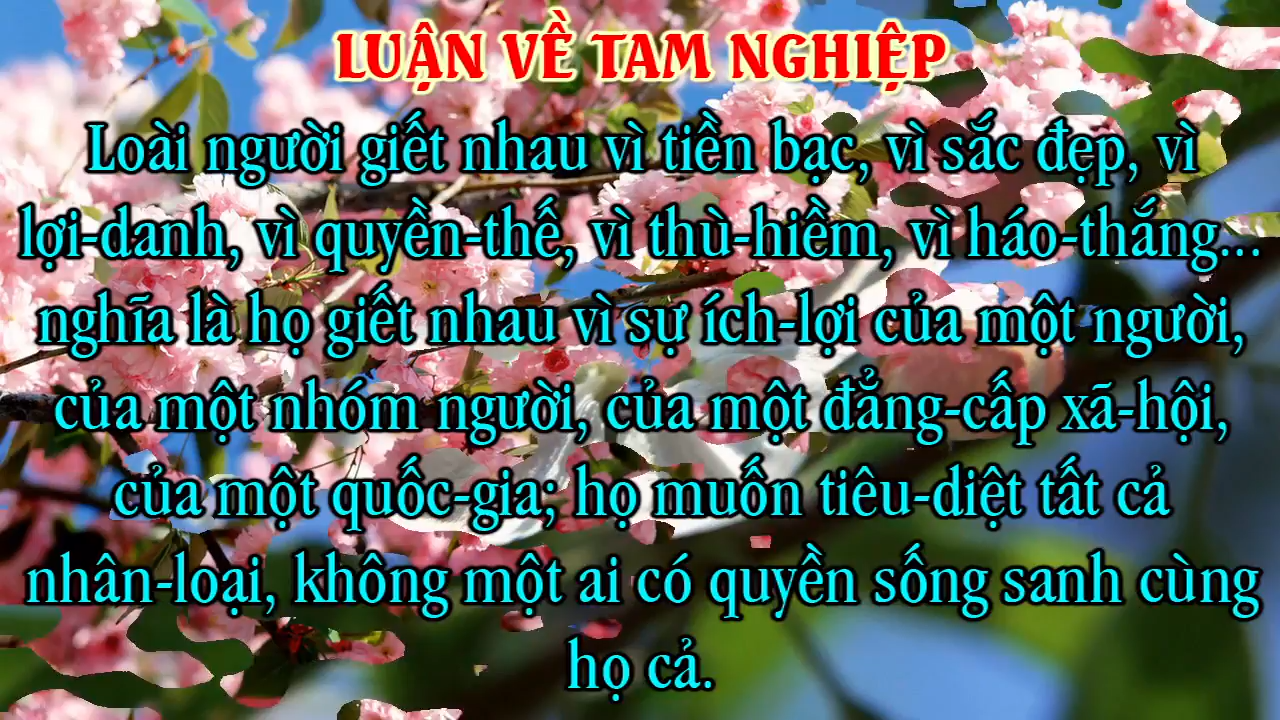 LUẬN VỀ TAM NGHIỆP
Loài người giết nhau vì tiền bạc, vì sắc đẹp, vì
lợi-danh, vì quyền-thế, vì thù-hiềm, vì háo-thắng...
nghĩa là họ giết nhau vì sự ích-lợi của một người,
của một nhóm người, của một đẳng-cấp xã-hội,
của một quốc-gia; họ muốn tiêu-diệt tất cả
nhân-loại, không một ai có quyền sống sanh cùng
họ cả.